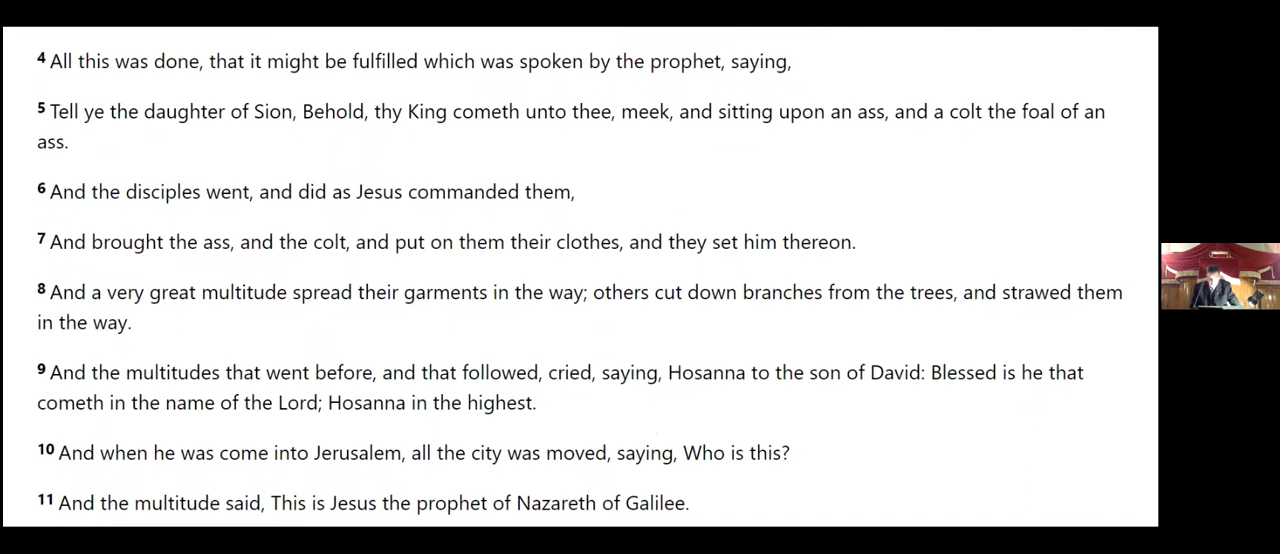 4 All this was done, that it might be fulfilled which was spoken by the prophet, saying,
5 Tell ye the daughter of Sion, Behold, thy King cometh unto thee, meek, and sitting upon an ass, and a colt the foal of an
ass.
6 And the disciples went, and did as Jesus commanded them,
7 And brought the ass, and the colt, and put on them their clothes, and they set him thereon.
8 And a very great multitude spread their garments in the way; others cut down branches from the trees, and strawed them
in the way.
9 And the multitudes that went before, and that followed, cried, saying, Hosanna to the son of David: Blessed is he that
cometh in the name of the Lord; Hosanna in the highest.
10 And when he was come into Jerusalem, all the city was moved, saying, Who is this?
11 And the multitude said, This is Jesus the prophet of Nazareth of Galilee.